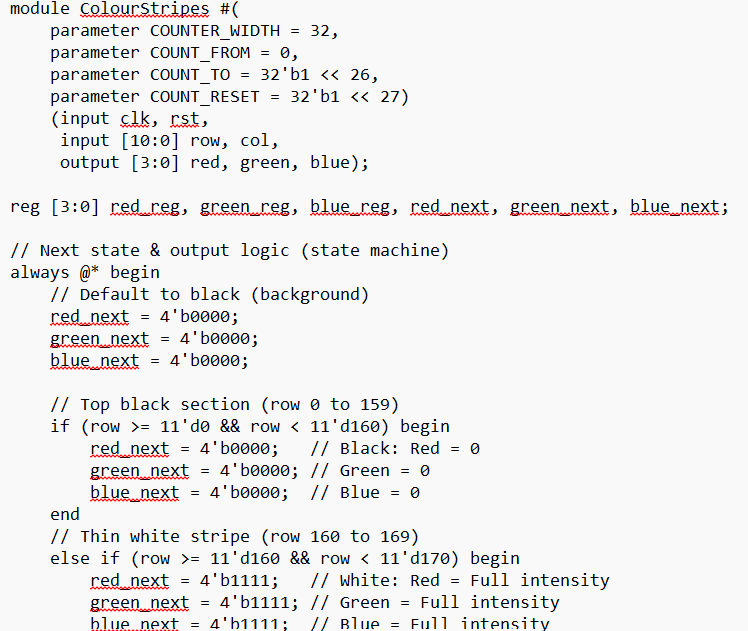 module ColourStripes #(
    parameter COUNTER_WIDTH = 32,
    parameter COUNT_FROM = 0,
    parameter COUNT_TO = 32'b1 << 26,
    parameter COUNT_RESET = 32'b1 << 27)
    (input clk, rst,
     input [10:0] row, col,
     output [3:0] red, green, blue);

reg [3:0] red_reg, green_reg, blue_reg, red_next, green_next, blue_next;

// Next state & output logic (state machine)
always @* begin
    // Default to black (background)
    red_next = 4'b0000;
    green_next = 4'b0000;
    blue_next = 4'b0000;

    // Top black section (row 0 to 159)
    if (row >= 11'd0 && row < 11'd160) begin
        red_next = 4'b0000;   // Black: Red = 0
        green_next = 4'b0000; // Green = 0
        blue_next = 4'b0000;  // Blue = 0
    end
    // Thin white stripe (row 160 to 169)
    else if (row >= 11'd160 && row < 11'd170) begin
        red_next = 4'b1111;   // White: Red = Full intensity
        green_next = 4'b1111; // Green = Full intensity
        blue_next = 4'b1111;  // Blue = Full intensity